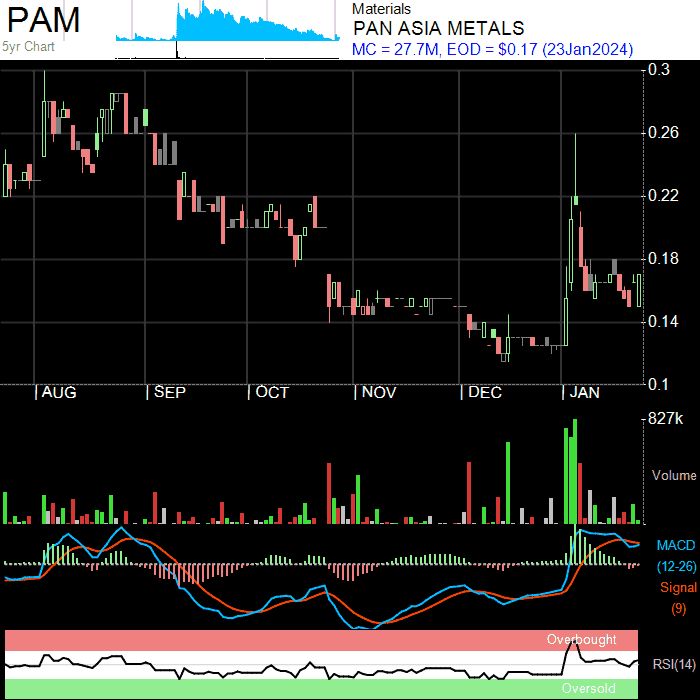 PAM
5yr Chart
Materials
PAN ASIA METALS
MC = 27.7M, EOD = $0.17 (23Jan2024)
0.3
0.26
0.22
0.18
0.14
0.1
| AUG | SEP | OCT | NOV | DEC | JAN
827k
Volume
MACD
(12-26)
Signal
(9)
Overbought
RSI(14)
Oversold